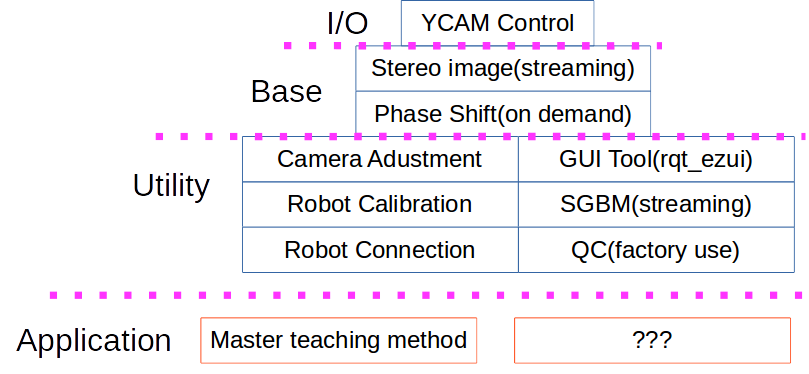 I/O YCAM Control
Base Stereo image(streaming)
Phase Shift(on demand)
Utility Camera Adustment GUI Tool(rqt_ezui)
Robot Calibration SGBM(streaming)
Robot Connection QC(factory use)
Application Master teaching method ???